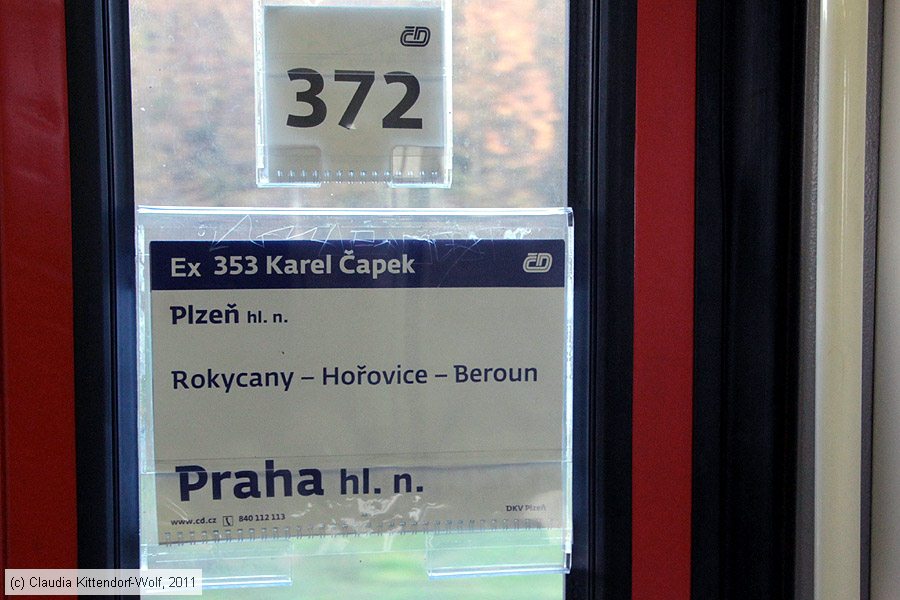 ČD
372
Ex 353 Karel Čapek ČD
Plzeň hl. n.
Rokycany – Hořovice – Beroun
Praha hl. n.
www.cd.cz 840 112 113 DKV Plzeň
(c) Claudia Kittendorf-Wolf, 2011